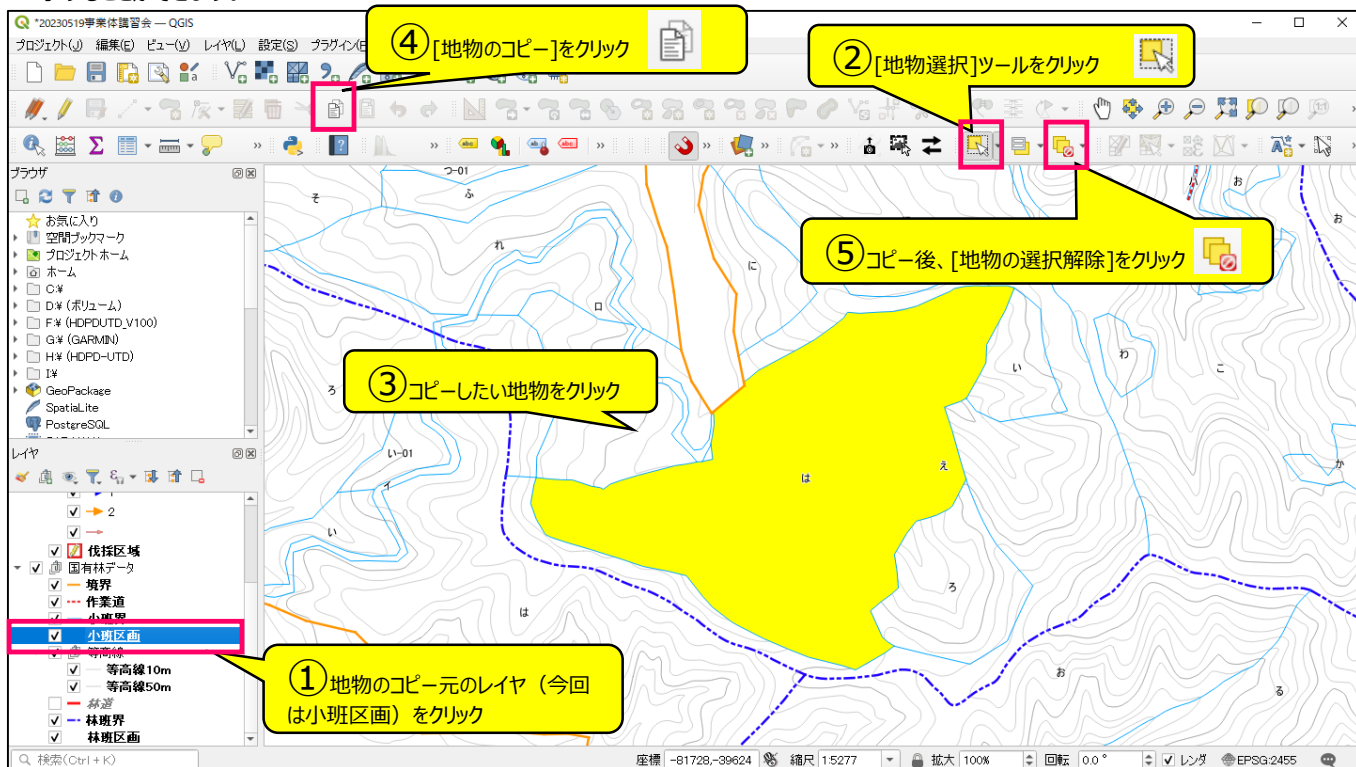 *20230519事業体講習会 — QGIS
プロジェクト(J) 編集(E) ビュー(V) レイヤ(L) 設定(S) プラグイン(P)
④[地物のコピー]をクリック
②[地物選択]ツールをクリック
⑤コピー後、[地物の選択解除]をクリック
③コピーしたい地物をクリック
①地物のコピー元のレイヤ（今回
は小班区画）をクリック
ブラウザ
お気に入り
空間ブックマーク
プロジェクトホーム
ホーム
C:¥
D:¥ (ボリューム)
F:¥ (HDPDUTD_V100)
G:¥ (GARMIN)
H:¥ (HDPD-UTD)
I:¥
GeoPackage
SpatiaLite
PostgreSQL
レイヤ
2
伐採区域
国有林データ
境界
作業道
小班界
小班区画
等高線
等高線10m
等高線50m
林道
林班界
林班区画
つ-01
そ
ふ
れ
に
ロ
ろ
い-01
イ
い
は
は
え
い
わ
こ
お
お
か
ろ
お
る
検索(Ctrl+K)
座標 -81728,-39624 縮尺 1:5277 拡大 100% 回転 0.0 ° レンダ EPSG:2455